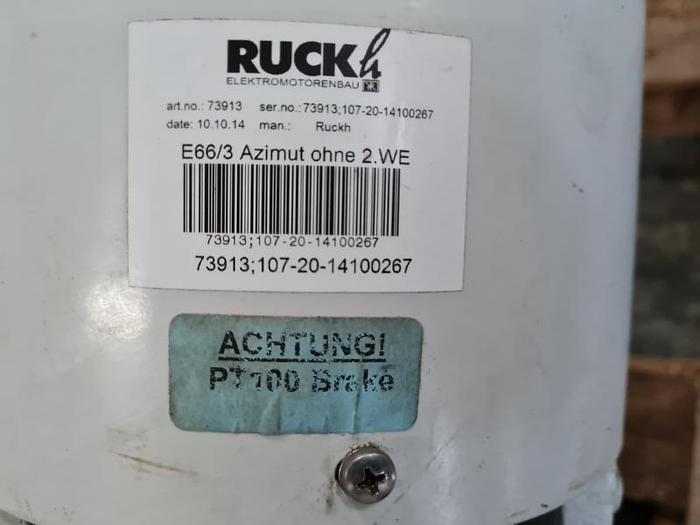 RUCKh
ELEKTROMOTORENBAU
art.no.: 73913 ser.no.: 73913;107-20-14100267
date: 10.10.14 man.: Ruckh
E66/3 Azimut ohne 2.WE
73913;107-20-14100267
73913;107-20-14100267
ACHTUNG!
PT100 Brake